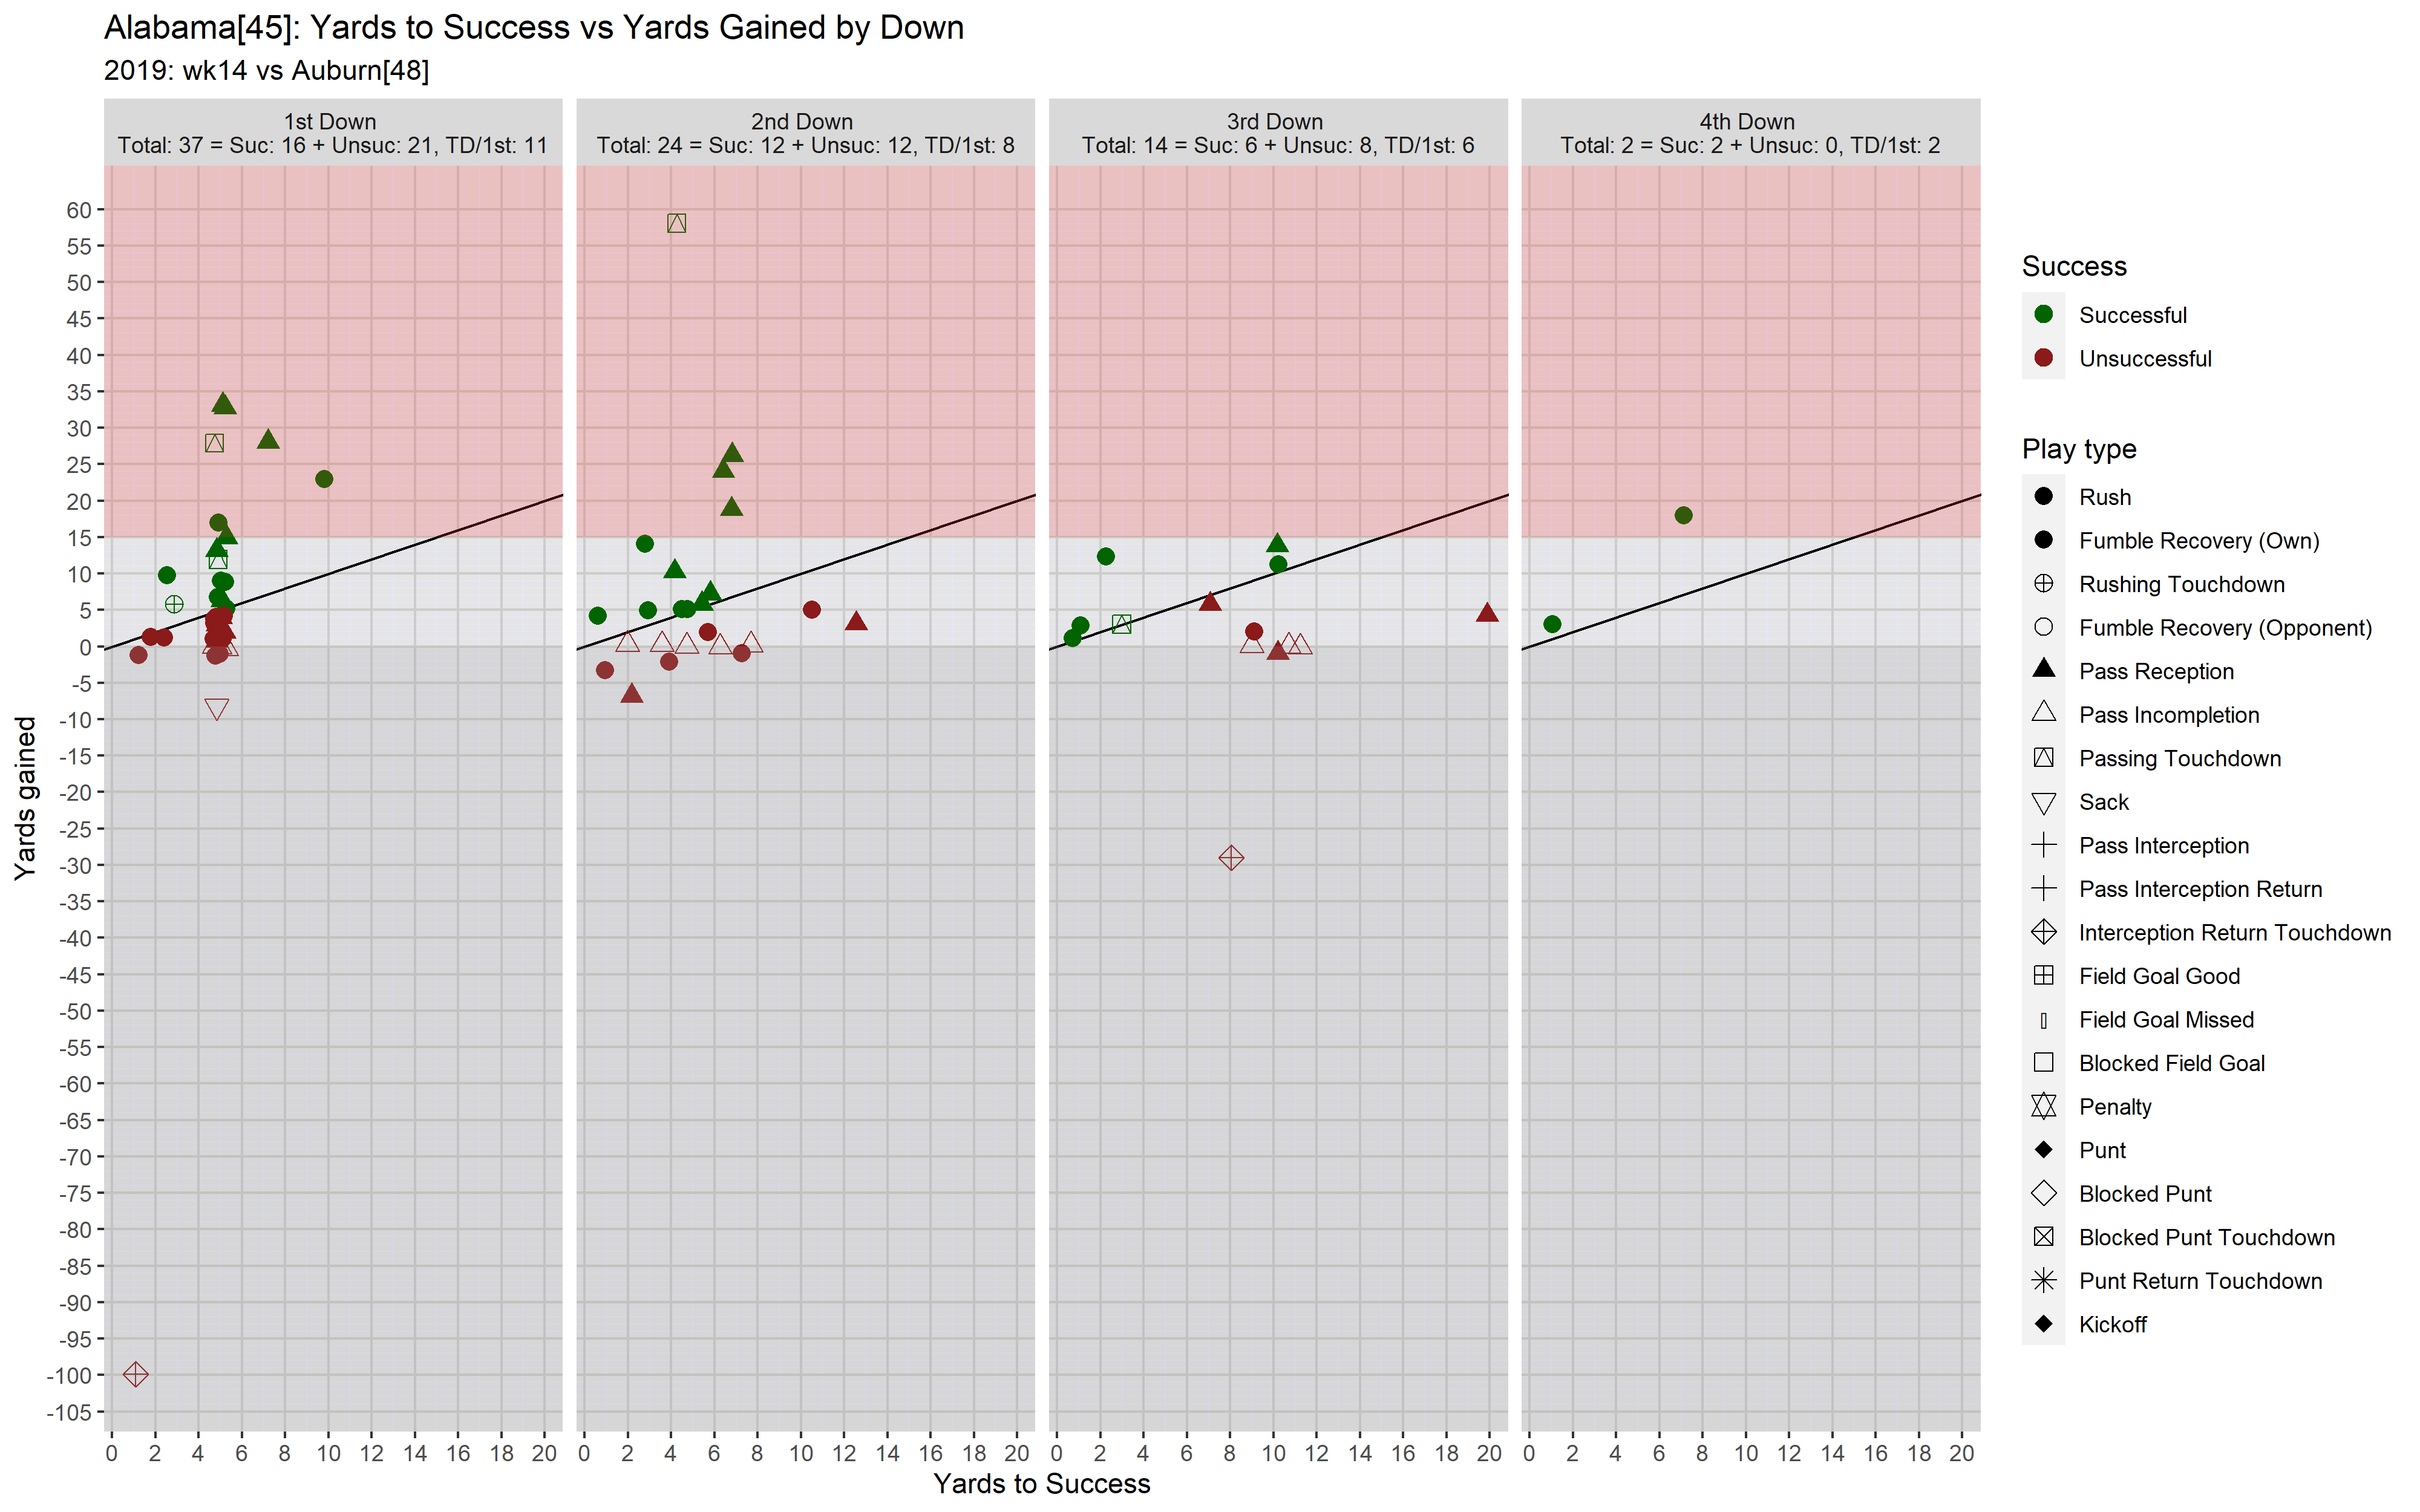 Alabama[45]: Yards to Success vs Yards Gained by Down
2019: wk14 vs Auburn[48]
1st Down
Total: 37 = Suc: 16 + Unsuc: 21, TD/1st: 11
2nd Down
Total: 24 = Suc: 12 + Unsuc: 12, TD/1st: 8
3rd Down
Total: 14 = Suc: 6 + Unsuc: 8, TD/1st: 6
4th Down
Total: 2 = Suc: 2 + Unsuc: 0, TD/1st: 2
60
55
50
45
40
35
30
25
20
15
10
5
0
-5
-10
-15
-20
-25
-30
-35
-40
-45
-50
-55
-60
-65
-70
-75
-80
-85
-90
-95
-100
-105
Yards gained
0 2 4 6 8 10 12 14 16 18 20
0 2 4 6 8 10 12 14 16 18 20
0 2 4 6 8 10 12 14 16 18 20
0 2 4 6 8 10 12 14 16 18 20
Yards to Success
Success
Successful
Unsuccessful
Play type
Rush
Fumble Recovery (Own)
Rushing Touchdown
Fumble Recovery (Opponent)
Pass Reception
Pass Incompletion
Passing Touchdown
Sack
Pass Interception
Pass Interception Return
Interception Return Touchdown
Field Goal Good
Field Goal Missed
Blocked Field Goal
Penalty
Punt
Blocked Punt
Blocked Punt Touchdown
Punt Return Touchdown
Kickoff